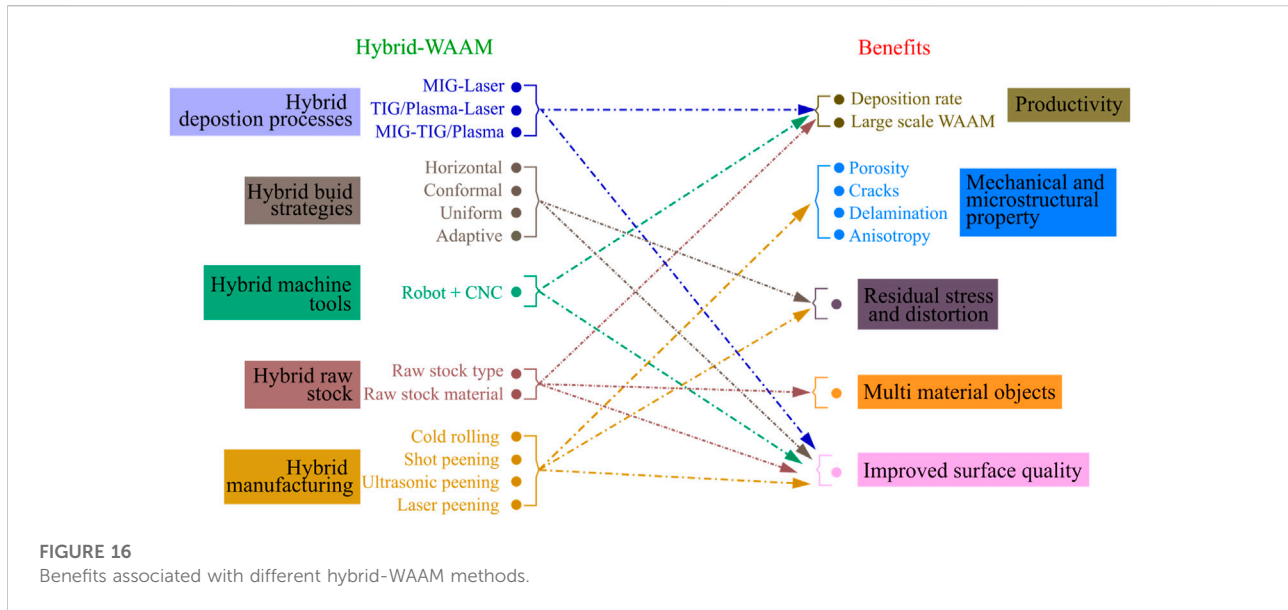 Hybrid-WAAM
Benefits
Hybrid
depostion processes
MIG-Laser
TIG/Plasma-Laser
MIG-TIG/Plasma
Deposition rate
Large scale WAAM
Productivity
Hybrid buid
strategies
Horizontal
Conformal
Uniform
Adaptive
Porosity
Cracks
Delamination
Anisotropy
Mechanical and
microstructural
property
Hybrid machine
tools
Robot + CNC
Residual stress
and distortion
Hybrid raw
stock
Raw stock type
Raw stock material
Multi material objects
Hybrid
manufacturing
Cold rolling
Shot peening
Ultrasonic peening
Laser peening
Improved surface quality
FIGURE 16
Benefits associated with different hybrid-WAAM methods.